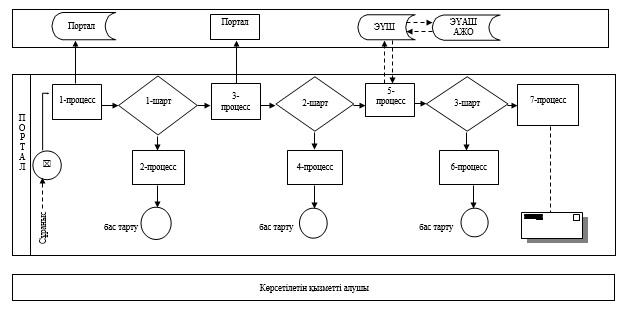 Портал
Портал
ЭҮШ
ЭҮАШ
АЖО
ПОРТАЛ
1-процесс
1-шарт
3-
процесс
2-шарт
5-
процесс
3-шарт
7-процесс
2-процесс
4-процесс
6-процесс
Сұраныс
бас тарту
бас тарту
бас тарту
Көрсетілетін қызметті алушы